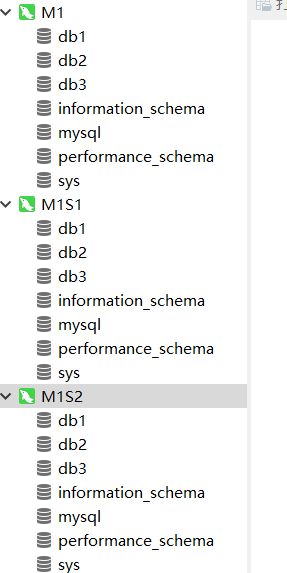 M1
db1
db2
db3
information_schema
mysql
performance_schema
sys
M1S1
db1
db2
db3
information_schema
mysql
performance_schema
sys
M1S2
db1
db2
db3
information_schema
mysql
performance_schema
sys